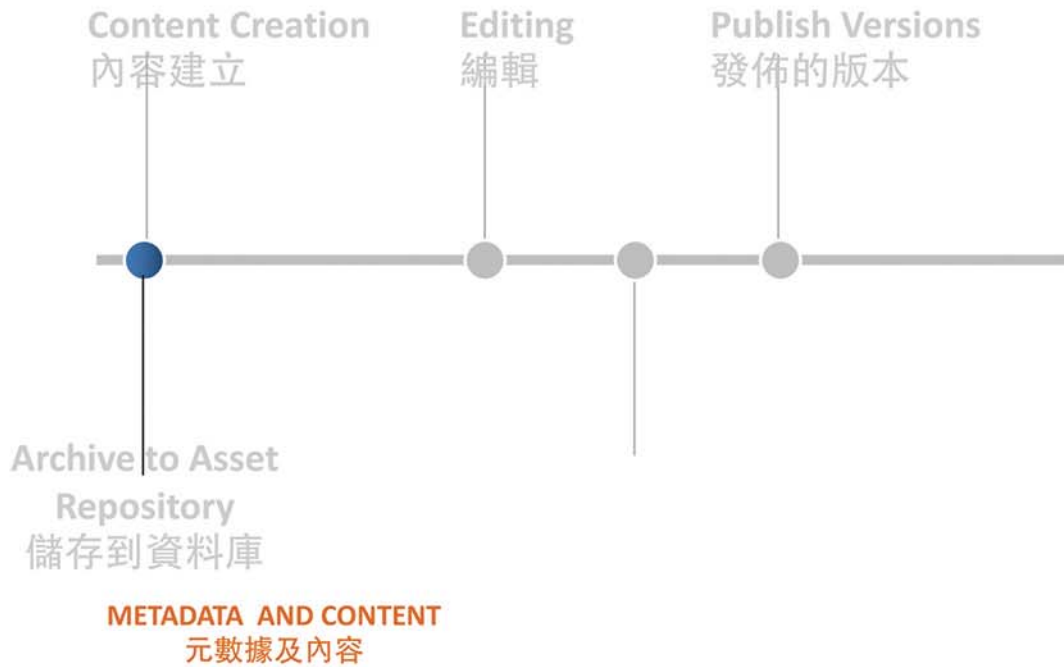 Content Creation
內容建立
Editing
編輯
Publish Versions
發佈的版本
Archive to Asset
Repository
儲存到資料庫
METADATA AND CONTENT
元數據及內容